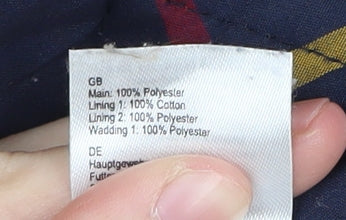 GB
Main: 100% Polyester
Lining 1: 100% Cotton
Lining 2: 100% Polyester
Wadding 1: 100% Polyester
DE